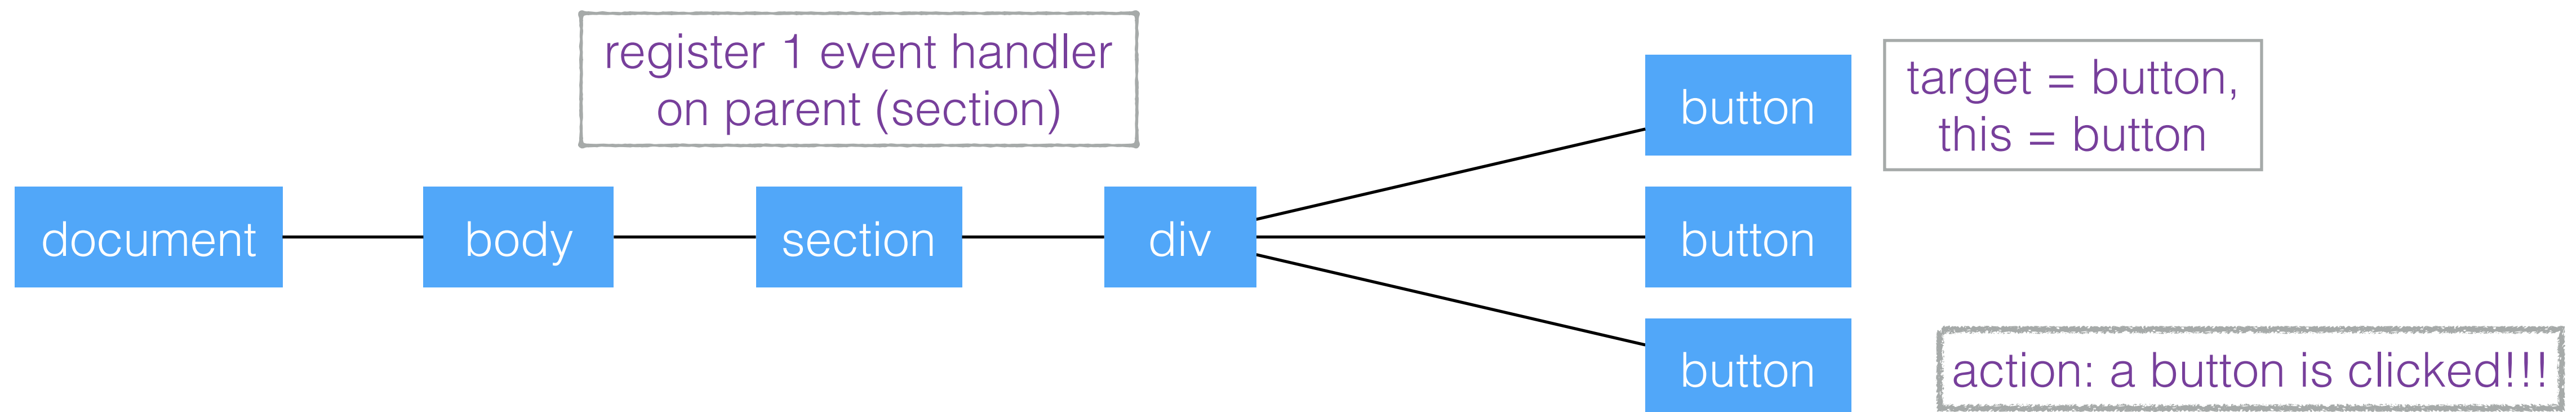 register 1 event handler
on parent (section)
button
target = button,
this = button
document
body
section
div
button
button
action: a button is clicked!!!